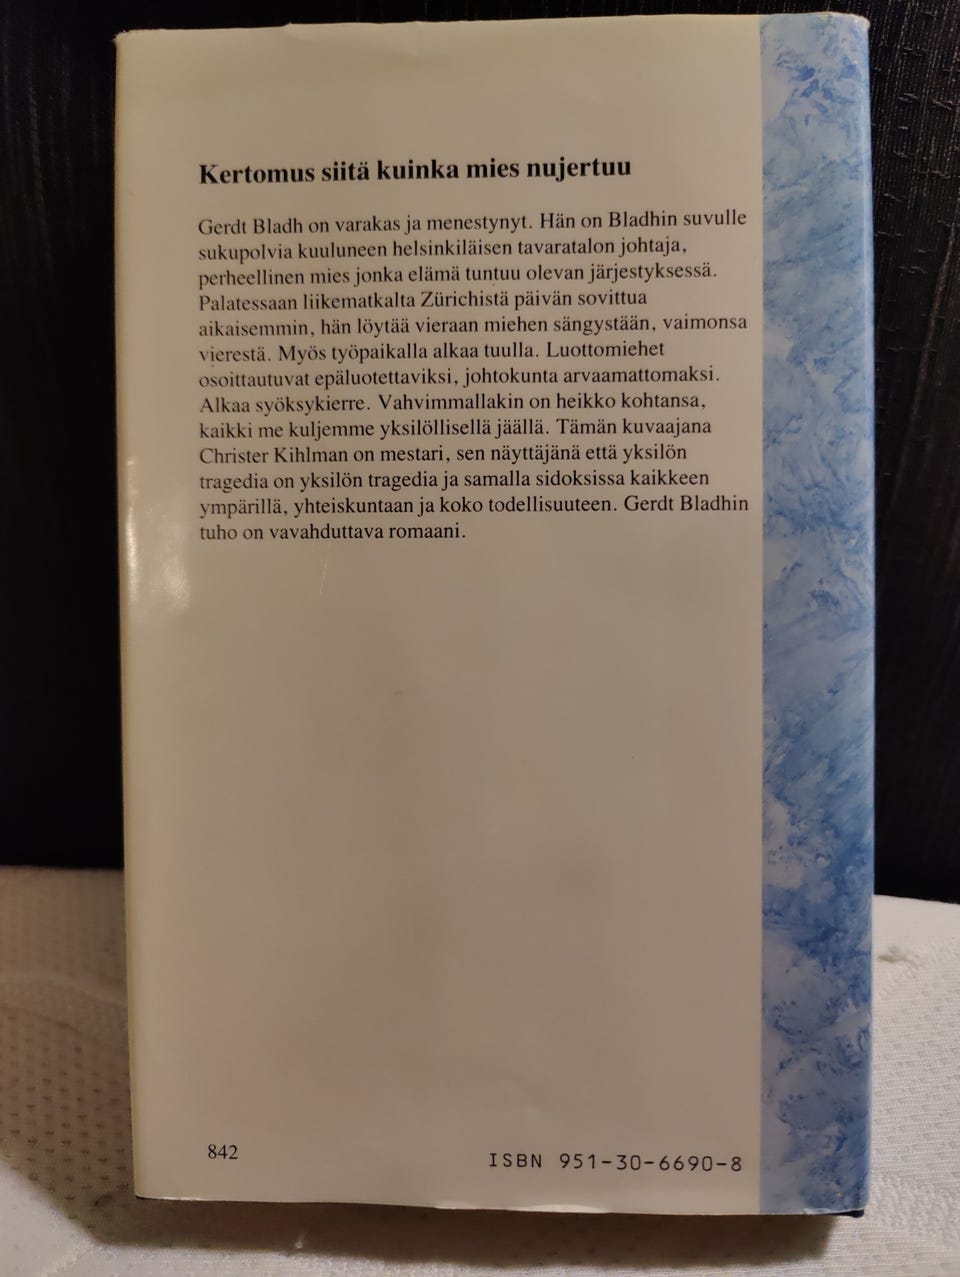 Kertomus siitä kuinka mies nujertuu
Gerdt Bladh on varakas ja menestynyt. Hän on Bladhin suvulle
sukupolvia kuuluneen helsinkiläisen tavaratalon johtaja,
perheellinen mies jonka elämä tuntuu olevan järjestyksessä.
Palatessaan liikematkalta Zürichistä päivän sovittua
aikaisemmin, hän löytää vieraan miehen sängystään, vaimonsa
vierestä. Myös työpaikalla alkaa tuulla. Luottomiehet
osoittautuvat epäluotettaviksi, johtokunta arvaamattomaksi.
Alkaa syöksykierre. Vahvimmallakin on heikko kohtansa,
kaikki me kuljemme yksilöllisellä jäällä. Tämän kuvaajana
Christer Kihlman on mestari, sen näyttäjänä että yksilön
tragedia on yksilön tragedia ja samalla sidoksissa kaikkeen
ympärillä, yhteiskuntaan ja koko todellisuuteen. Gerdt Bladhin
tuho on vavahduttava romaani.
842
ISBN 951-30-6690-8